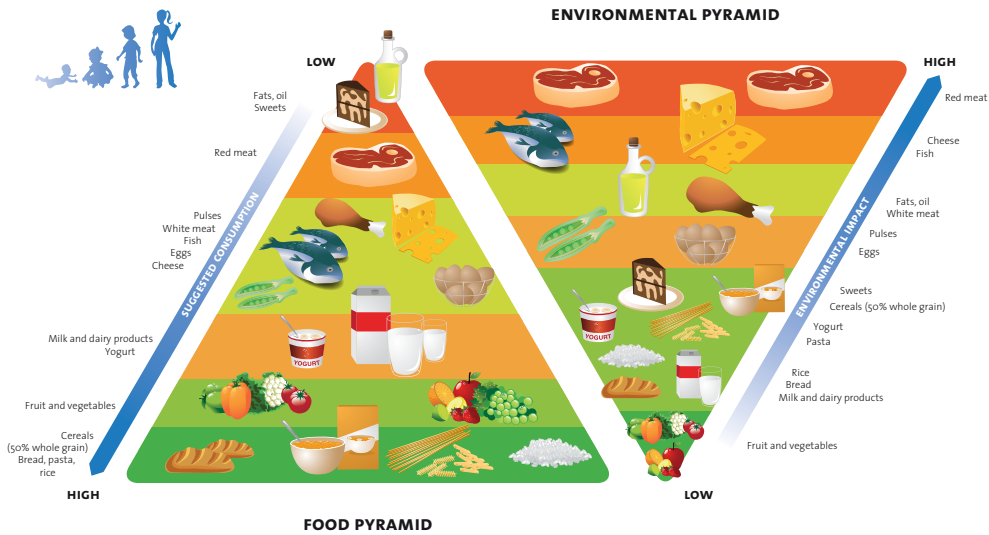 ENVIRONMENTAL PYRAMID
LOW
Fats, oil
Sweets
Red meat
Pulses
White meat
Fish
Eggs
Cheese
Milk and dairy products
Yogurt
Fruit and vegetables
Cereals
(50% whole grain)
Bread, pasta,
rice
HIGH
SUGGESTED CONSUMPTION
YOGURT
FOOD PYRAMID
HIGH
Red meat
Cheese
Fish
Fats, oil
White meat
Pulses
Eggs
Sweets
Cereals (50% whole grain)
Yogurt
Pasta
Rice
Bread
Milk and dairy products
Fruit and vegetables
LOW
ENVIRONMENTAL IMPACT
YOGURT